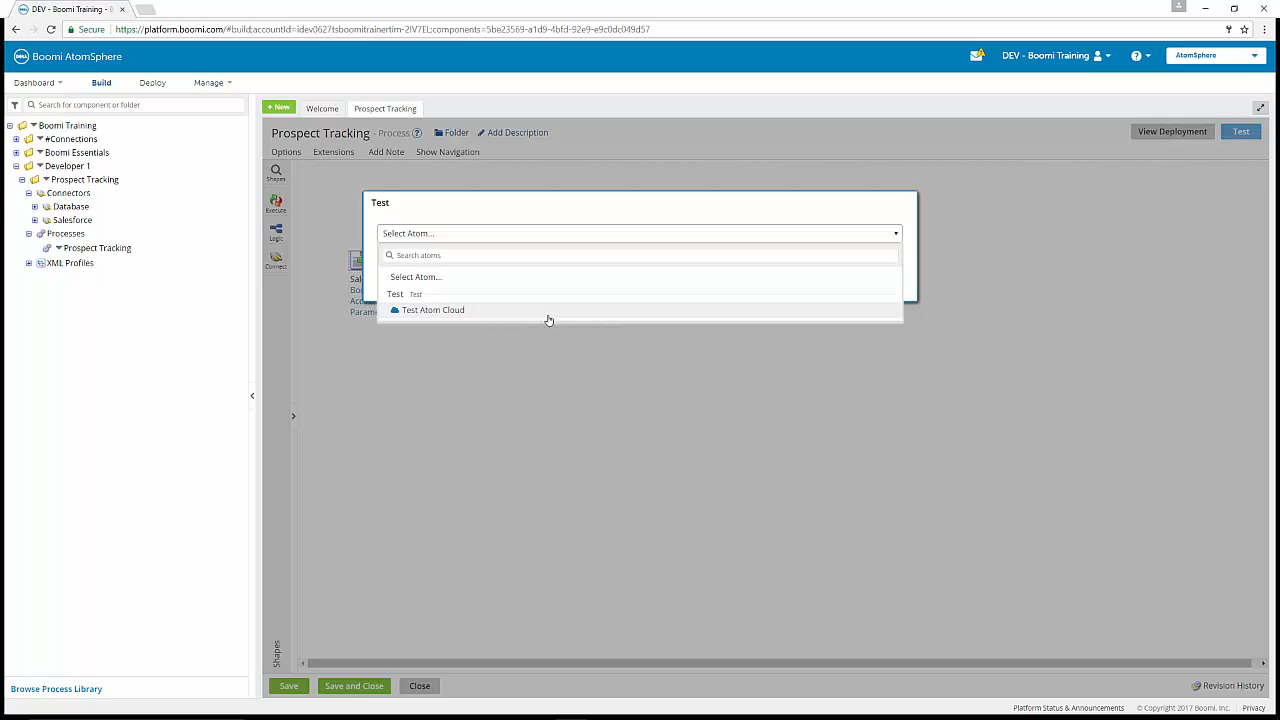 DEV - Boomi Training -
Secure
https://platform.boomi.com/#build;accountId=idev0627tsboomitrainertim-2IV7EL;components=5be23569-a1d9-4bfd-92e9-e9c0dc049d57
DELL Boomi AtomSphere
DEV - Boomi Training
AtomSphere
Dashboard
Build
Deploy
Manage
Search for component or folder
+ New
Welcome
Prospect Tracking
Boomi Training
#Connections
Boomi Essentials
Developer 1
Prospect Tracking
Connectors
Database
Salesforce
Processes
Prospect Tracking
XML Profiles
Prospect Tracking - Process
Folder
Add Description
View Deployment
Test
Options
Extensions
Add Note
Show Navigation
Shapes
Execute
Logic
Connect
Test
Select Atom...
Search atoms
Select Atom...
Test Test
Test Atom Cloud
Sal
Boo
Acco
Parame
Shapes
Save
Save and Close
Close
Revision History
Browse Process Library
Platform Status & Announcements
© Copyright 2017 Boomi, Inc.
Privacy